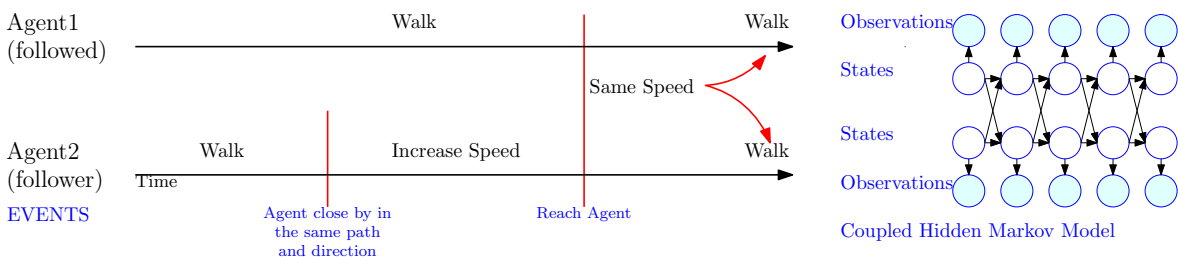 Agent1
(followed)
Walk
Walk
Same Speed
Agent2
(follower)
Walk
Increase Speed
Walk
Time
EVENTS
Agent close by in
the same path
and direction
Reach Agent
Observations
States
States
Observations
Coupled Hidden Markov Model